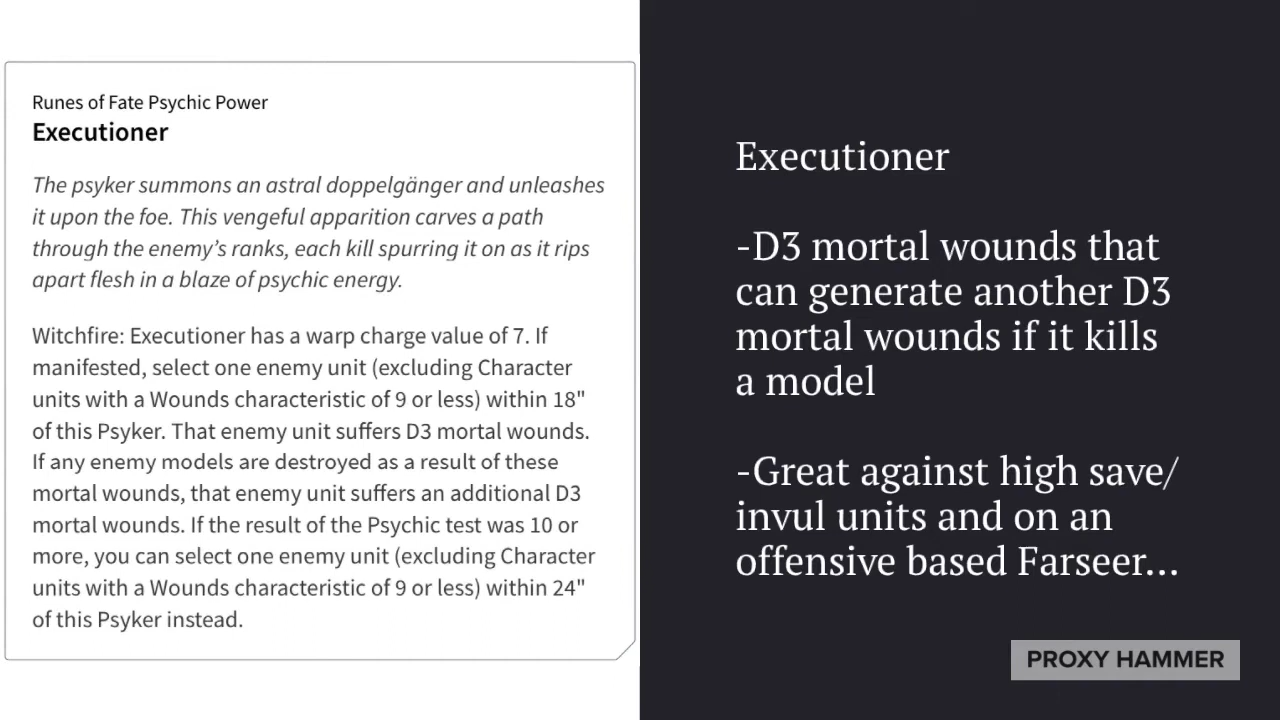 Runes of Fate Psychic Power
Executioner
The psyker summons an astral doppelgänger and unleashes
it upon the foe. This vengeful apparition carves a path
through the enemy's ranks, each kill spurring it on as it rips
apart flesh in a blaze of psychic energy.
Witchfire: Executioner has a warp charge value of 7. If
manifested, select one enemy unit (excluding Character
units with a Wounds characteristic of 9 or less) within 18"
of this Psyker. That enemy unit suffers D3 mortal wounds.
If any enemy models are destroyed as a result of these
mortal wounds, that enemy unit suffers an additional D3
mortal wounds. If the result of the Psychic test was 10 or
more, you can select one enemy unit (excluding Character
units with a Wounds characteristic of 9 or less) within 24"
of this Psyker instead.
Executioner
-D3 mortal wounds that
can generate another D3
mortal wounds if it kills
a model
-Great against high save/
invul units and on an
offensive based Farseer...
PROXY HAMMER